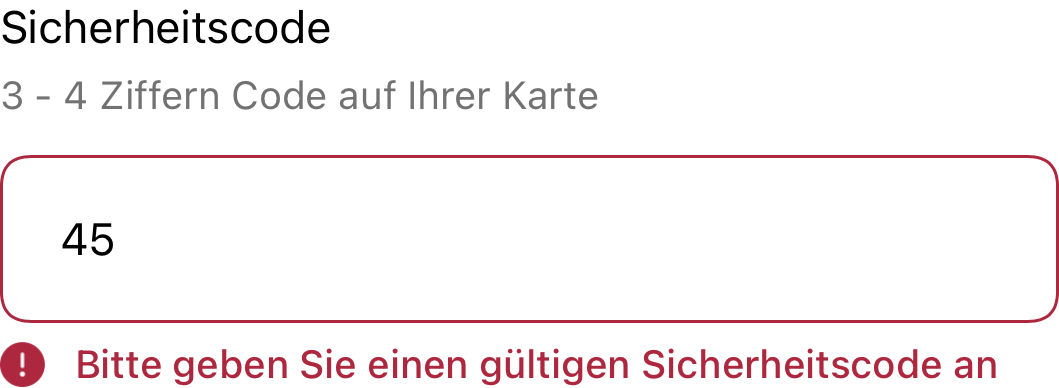 Sicherheitscode
3 - 4 Ziffern Code auf Ihrer Karte
45
Bitte geben Sie einen gültigen Sicherheitscode an